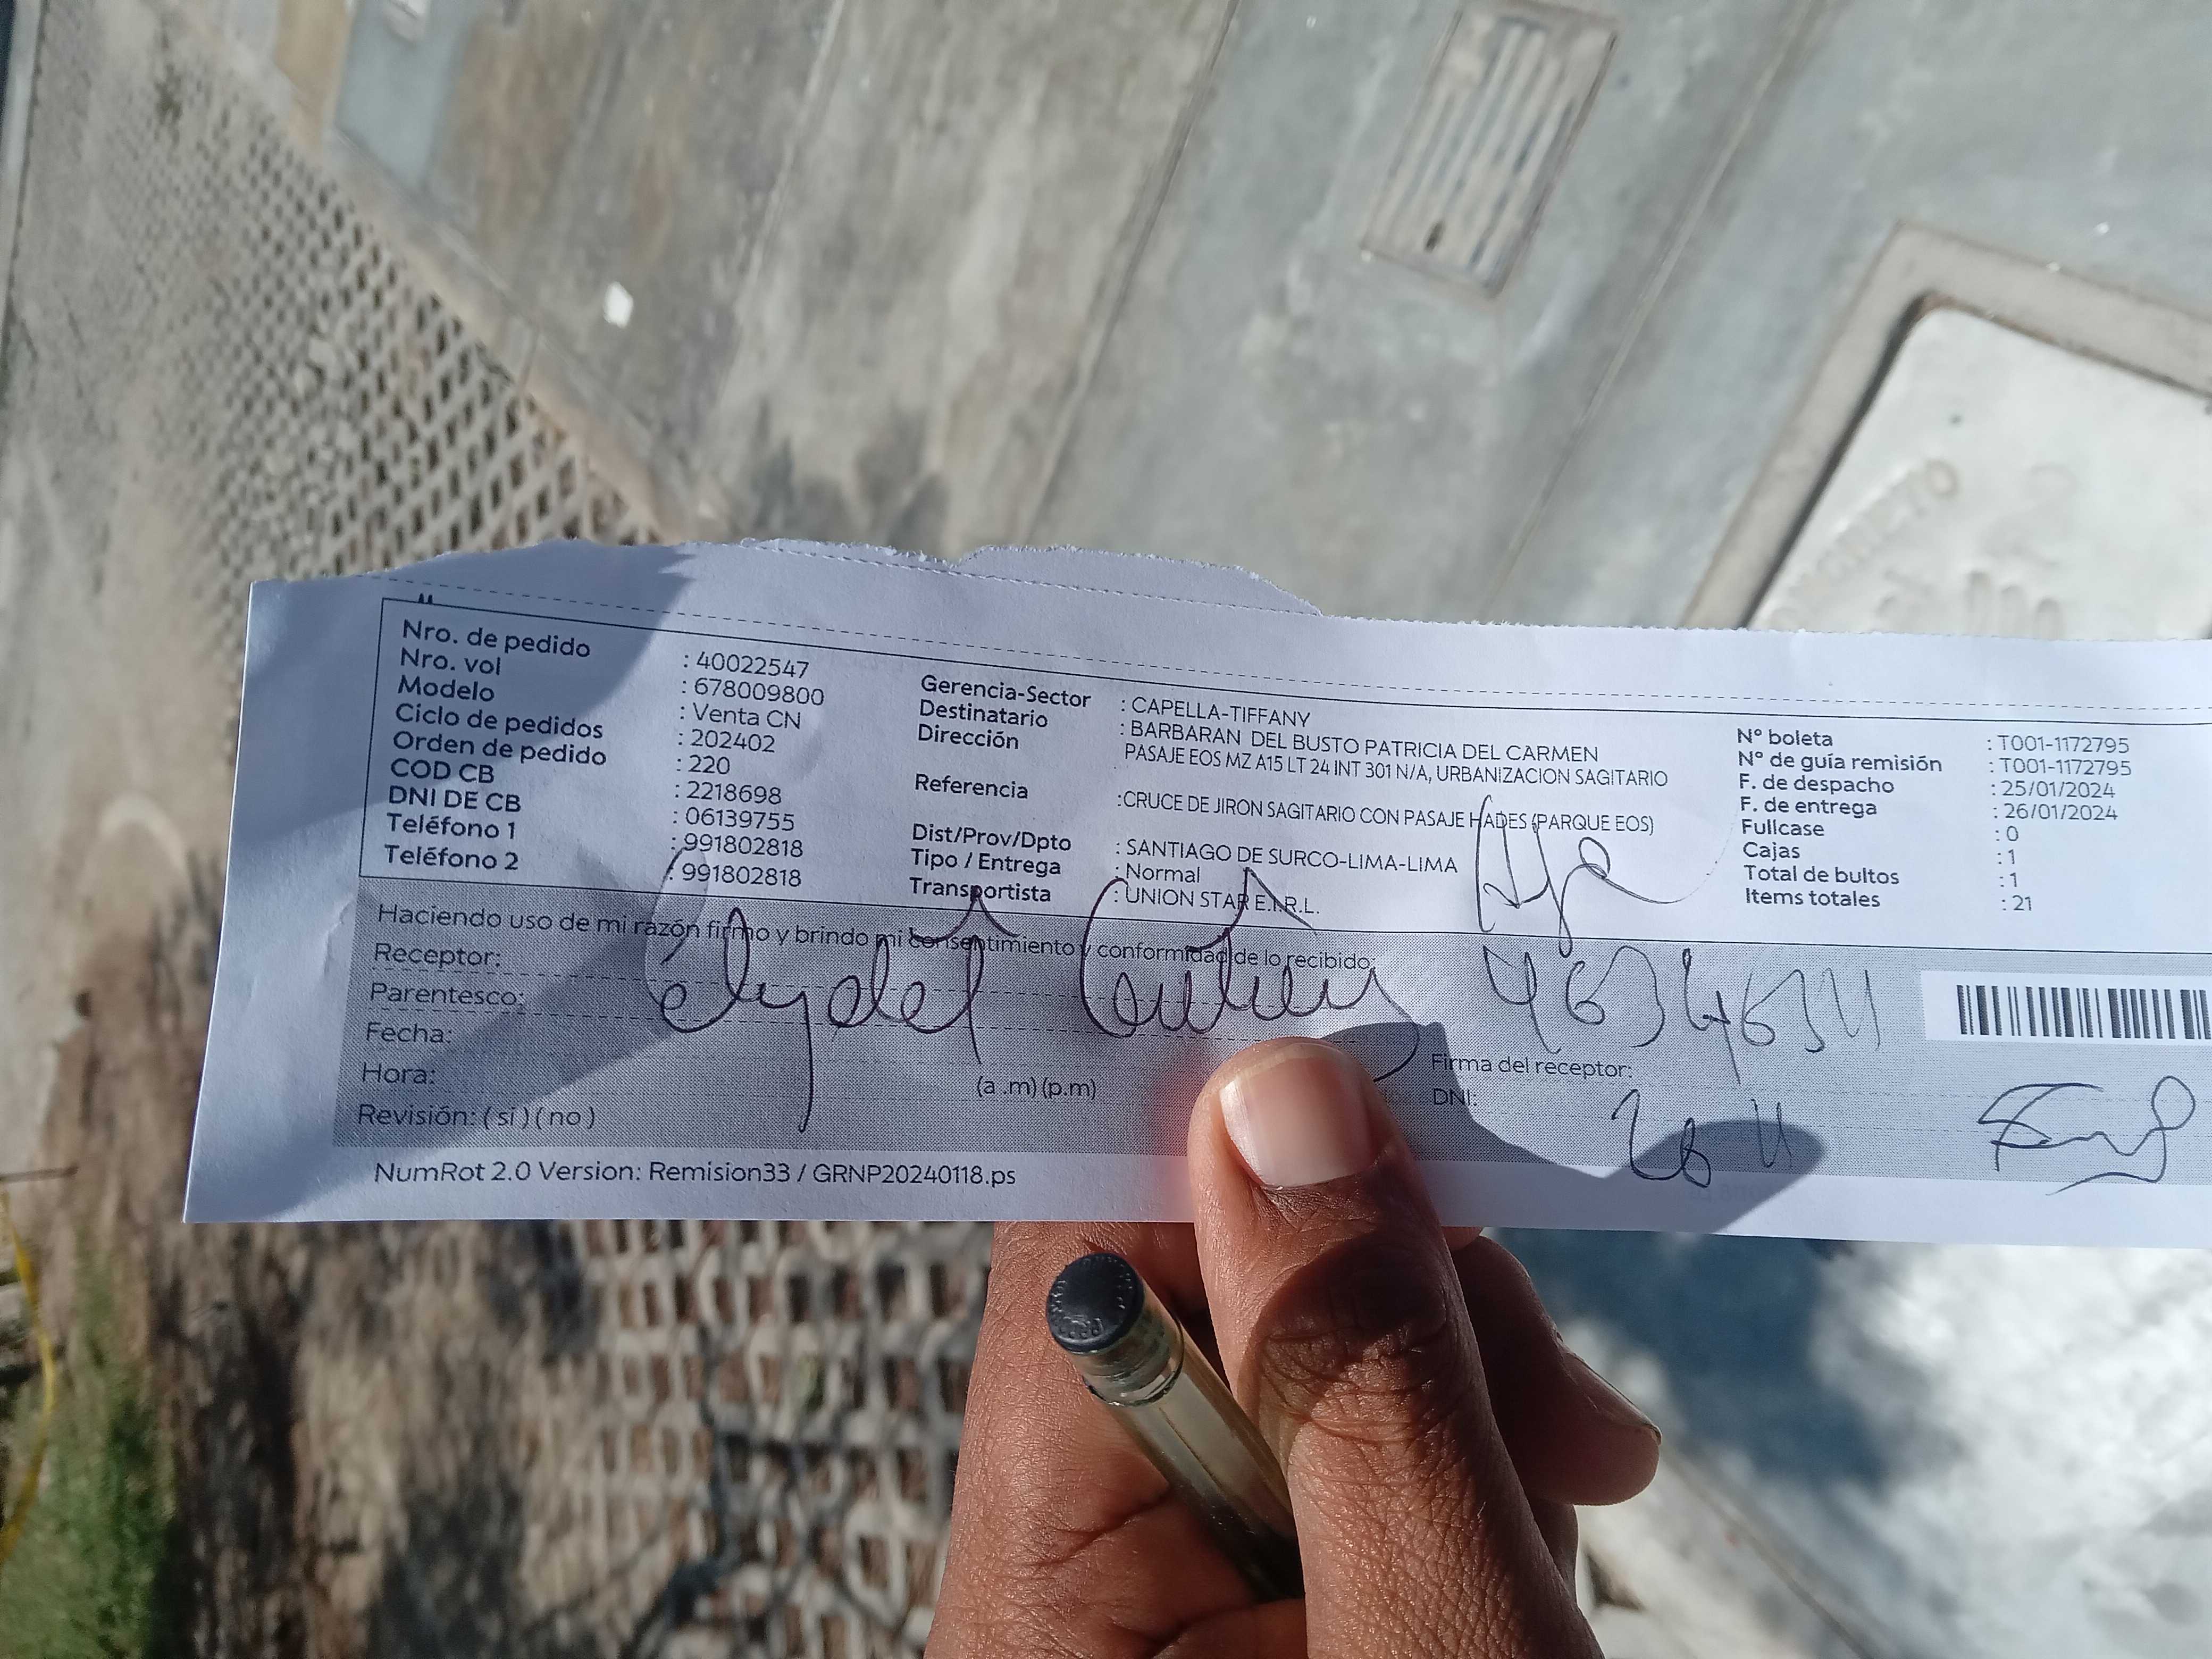 Nro. de pedido : 40022547
Nro. vol : 678009800
Modelo : Venta CN
Ciclo de pedidos : 202402
Orden de pedido : 220
COD CB : 2218698
DNI DE CB : 06139755
Teléfono 1 : 991802818
Teléfono 2 : 991802818
Gerencia-Sector : CAPELLA-TIFFANY
Destinatario : BARBARAN DEL BUSTO PATRICIA DEL CARMEN
Dirección PASAJE EOS MZ A15 LT 24 INT 301 N/A, URBANIZACION SAGITARIO
Referencia :CRUCE DE JIRON SAGITARIO CON PASAJE HADES (PARQUE EOS)
Dist/Prov/Dpto : SANTIAGO DE SURCO-LIMA-LIMA
Tipo / Entrega : Normal
Transportista : UNION STAR E.I.R.L.
N° boleta : T001-1172795
N° de guía remisión : T001-1172795
F. de despacho : 25/01/2024
F. de entrega : 26/01/2024
Fullcase : 0
Cajas : 1
Total de bultos : 1
Items totales : 21
Haciendo uso de mi razón firmo y brindo mi consentimiento y conformidad de lo recibido:
Receptor:
Parentesco:
Fecha:
Hora: (a .m) (p.m)
Revisión: ( si ) ( no )
Firma del receptor:
DNI:
NumRot 2.0 Version: Remision33 / GRNP20240118.ps